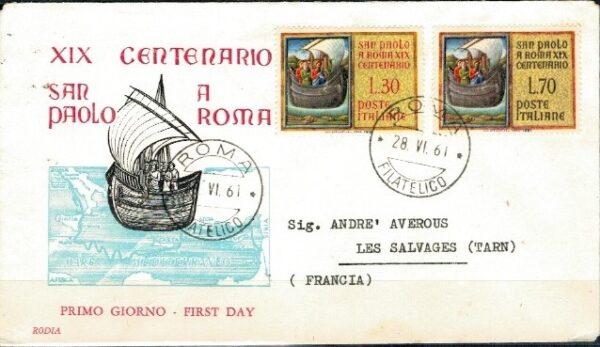 XIX CENTENARIO
SAN A
PAOLO ROMA
SAN PAOLO
A ROMA XIX
CENTENARIO
L.30
POSTE
ITALIANE
SAN PAOLO
A ROMA XIX
CENTENARIO
L.70
POSTE
ITALIANE
ROMA
VI. 61
FILATELICO
ROMA
28. VI. 61
FILATELICO
Sig. ANDRE' AVEROUS
LES SALVAGES (TARN)
( FRANCIA)
PRIMO GIORNO - FIRST DAY
RODIA